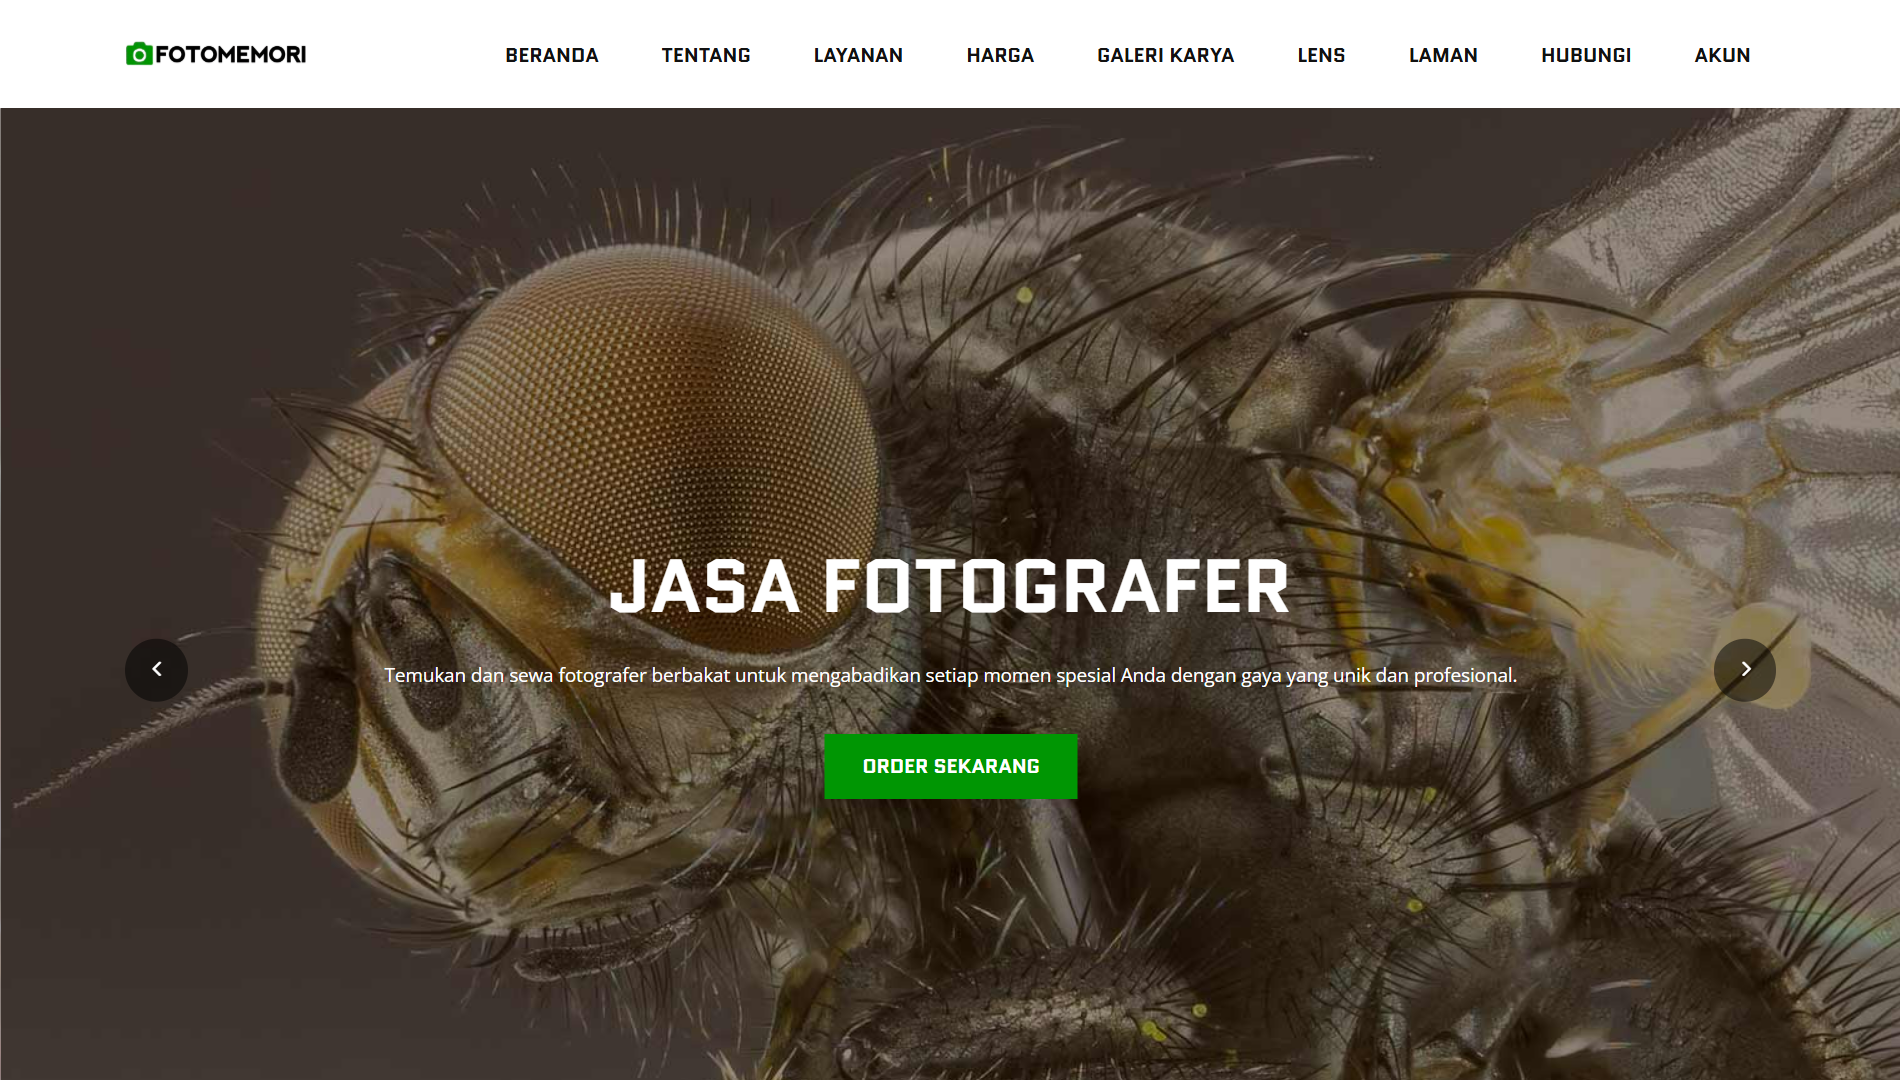 FOTOMEMORI
BERANDA TENTANG LAYANAN HARGA GALERI KARYA LENS LAMAN HUBUNGI AKUN
JASA FOTOGRAFER
Temukan dan sewa fotografer berbakat untuk mengabadikan setiap momen spesial Anda dengan gaya yang unik dan profesional.
ORDER SEKARANG